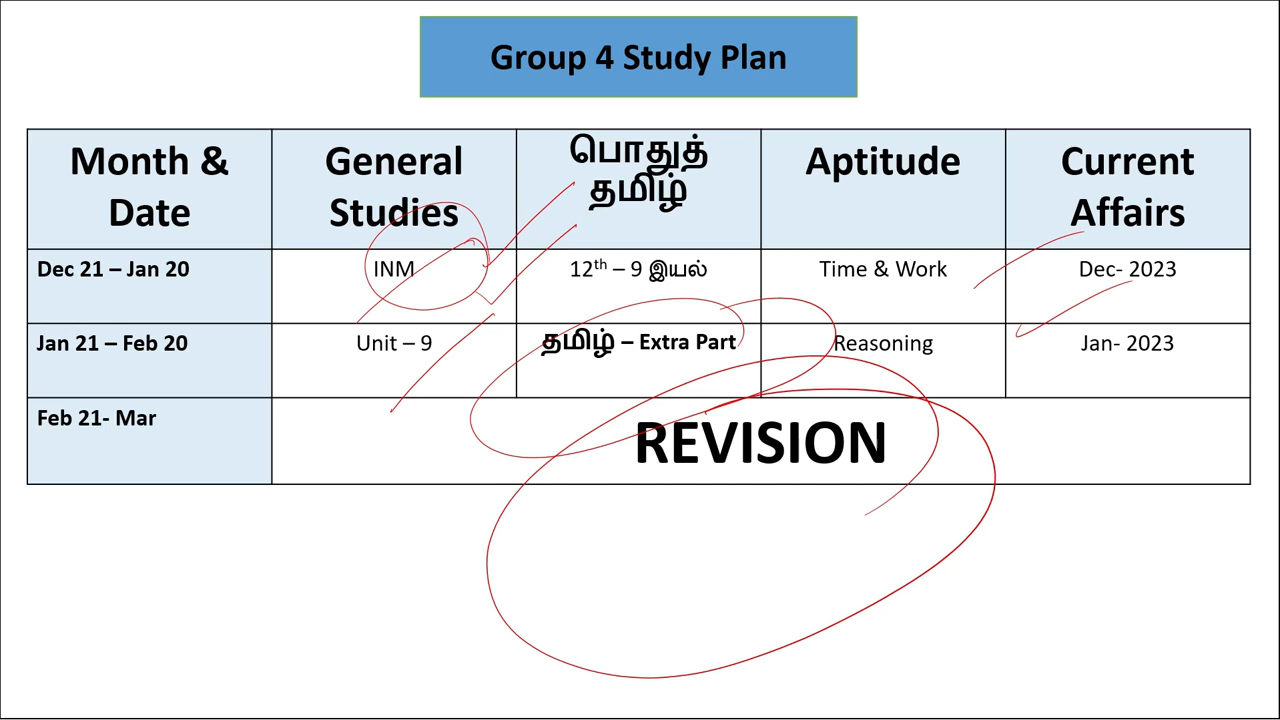 Group 4 Study Plan
Month &
Date
General
Studies
பொதுத்
தமிழ்
Aptitude
Current
Affairs
Dec 21 – Jan 20
INM
12th – 9 இயல்
Time & Work
Dec- 2023
Jan 21 – Feb 20
Unit – 9
தமிழ் – Extra Part
Reasoning
Jan- 2023
Feb 21- Mar
REVISION